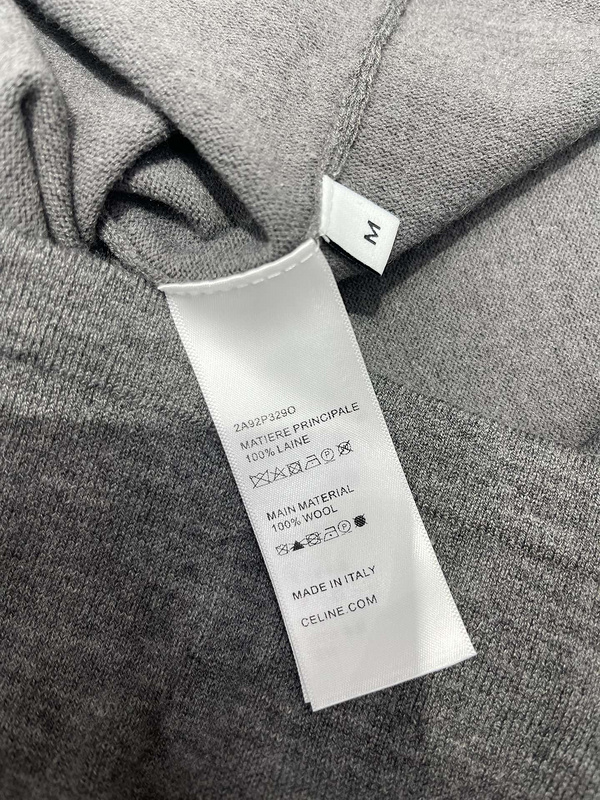 M
2A92P329O
MATIERE PRINCIPALE
100% LAINE
P
MAIN MATERIAL
100% WOOL
P
MADE IN ITALY
CELINE.COM